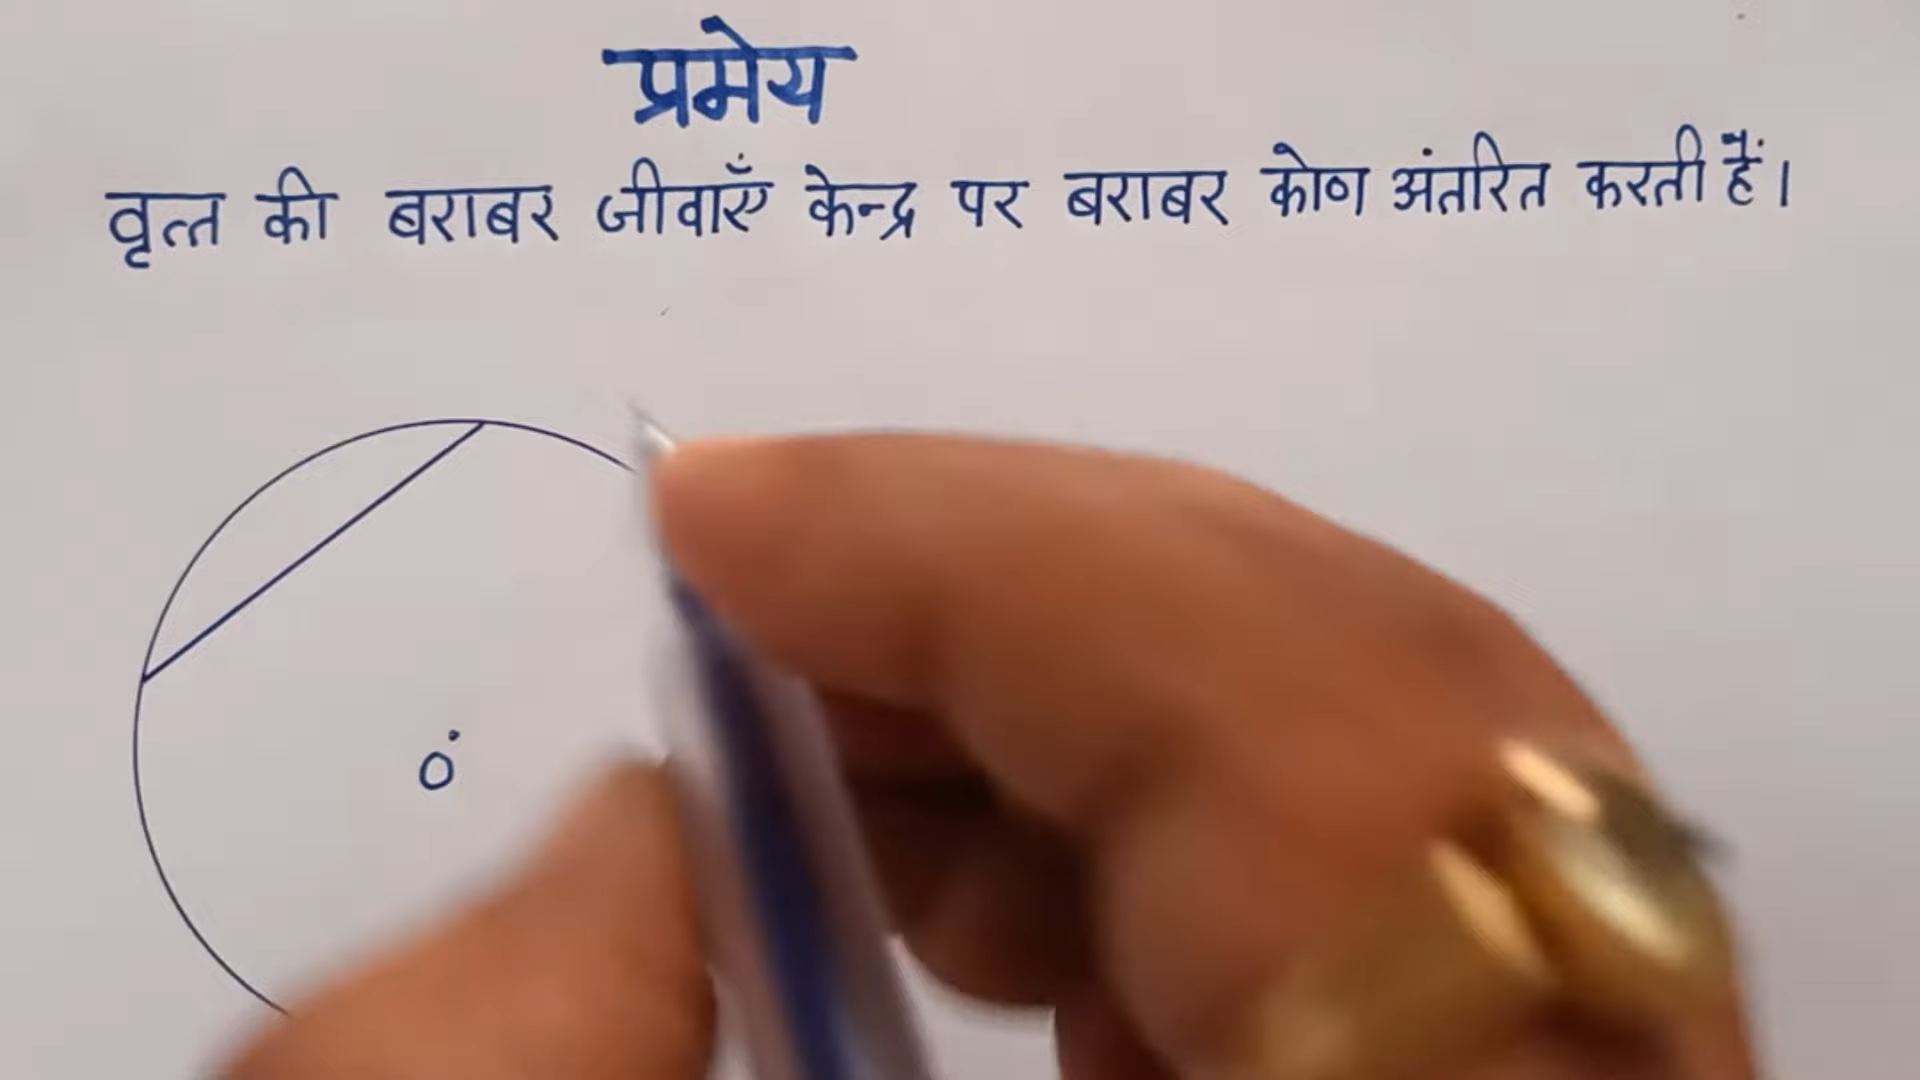 प्रमेय
वृत्त की बराबर जीवाएँ केन्द्र पर बराबर कोण अंतरित करती हैं।
O